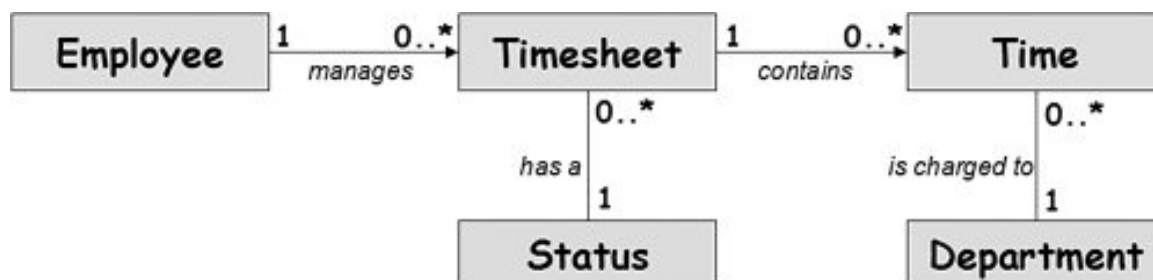 Employee
1
manages
0..*
Timesheet
1
contains
0..*
Time
0..*
has a
1
Status
0..*
is charged to
1
Department